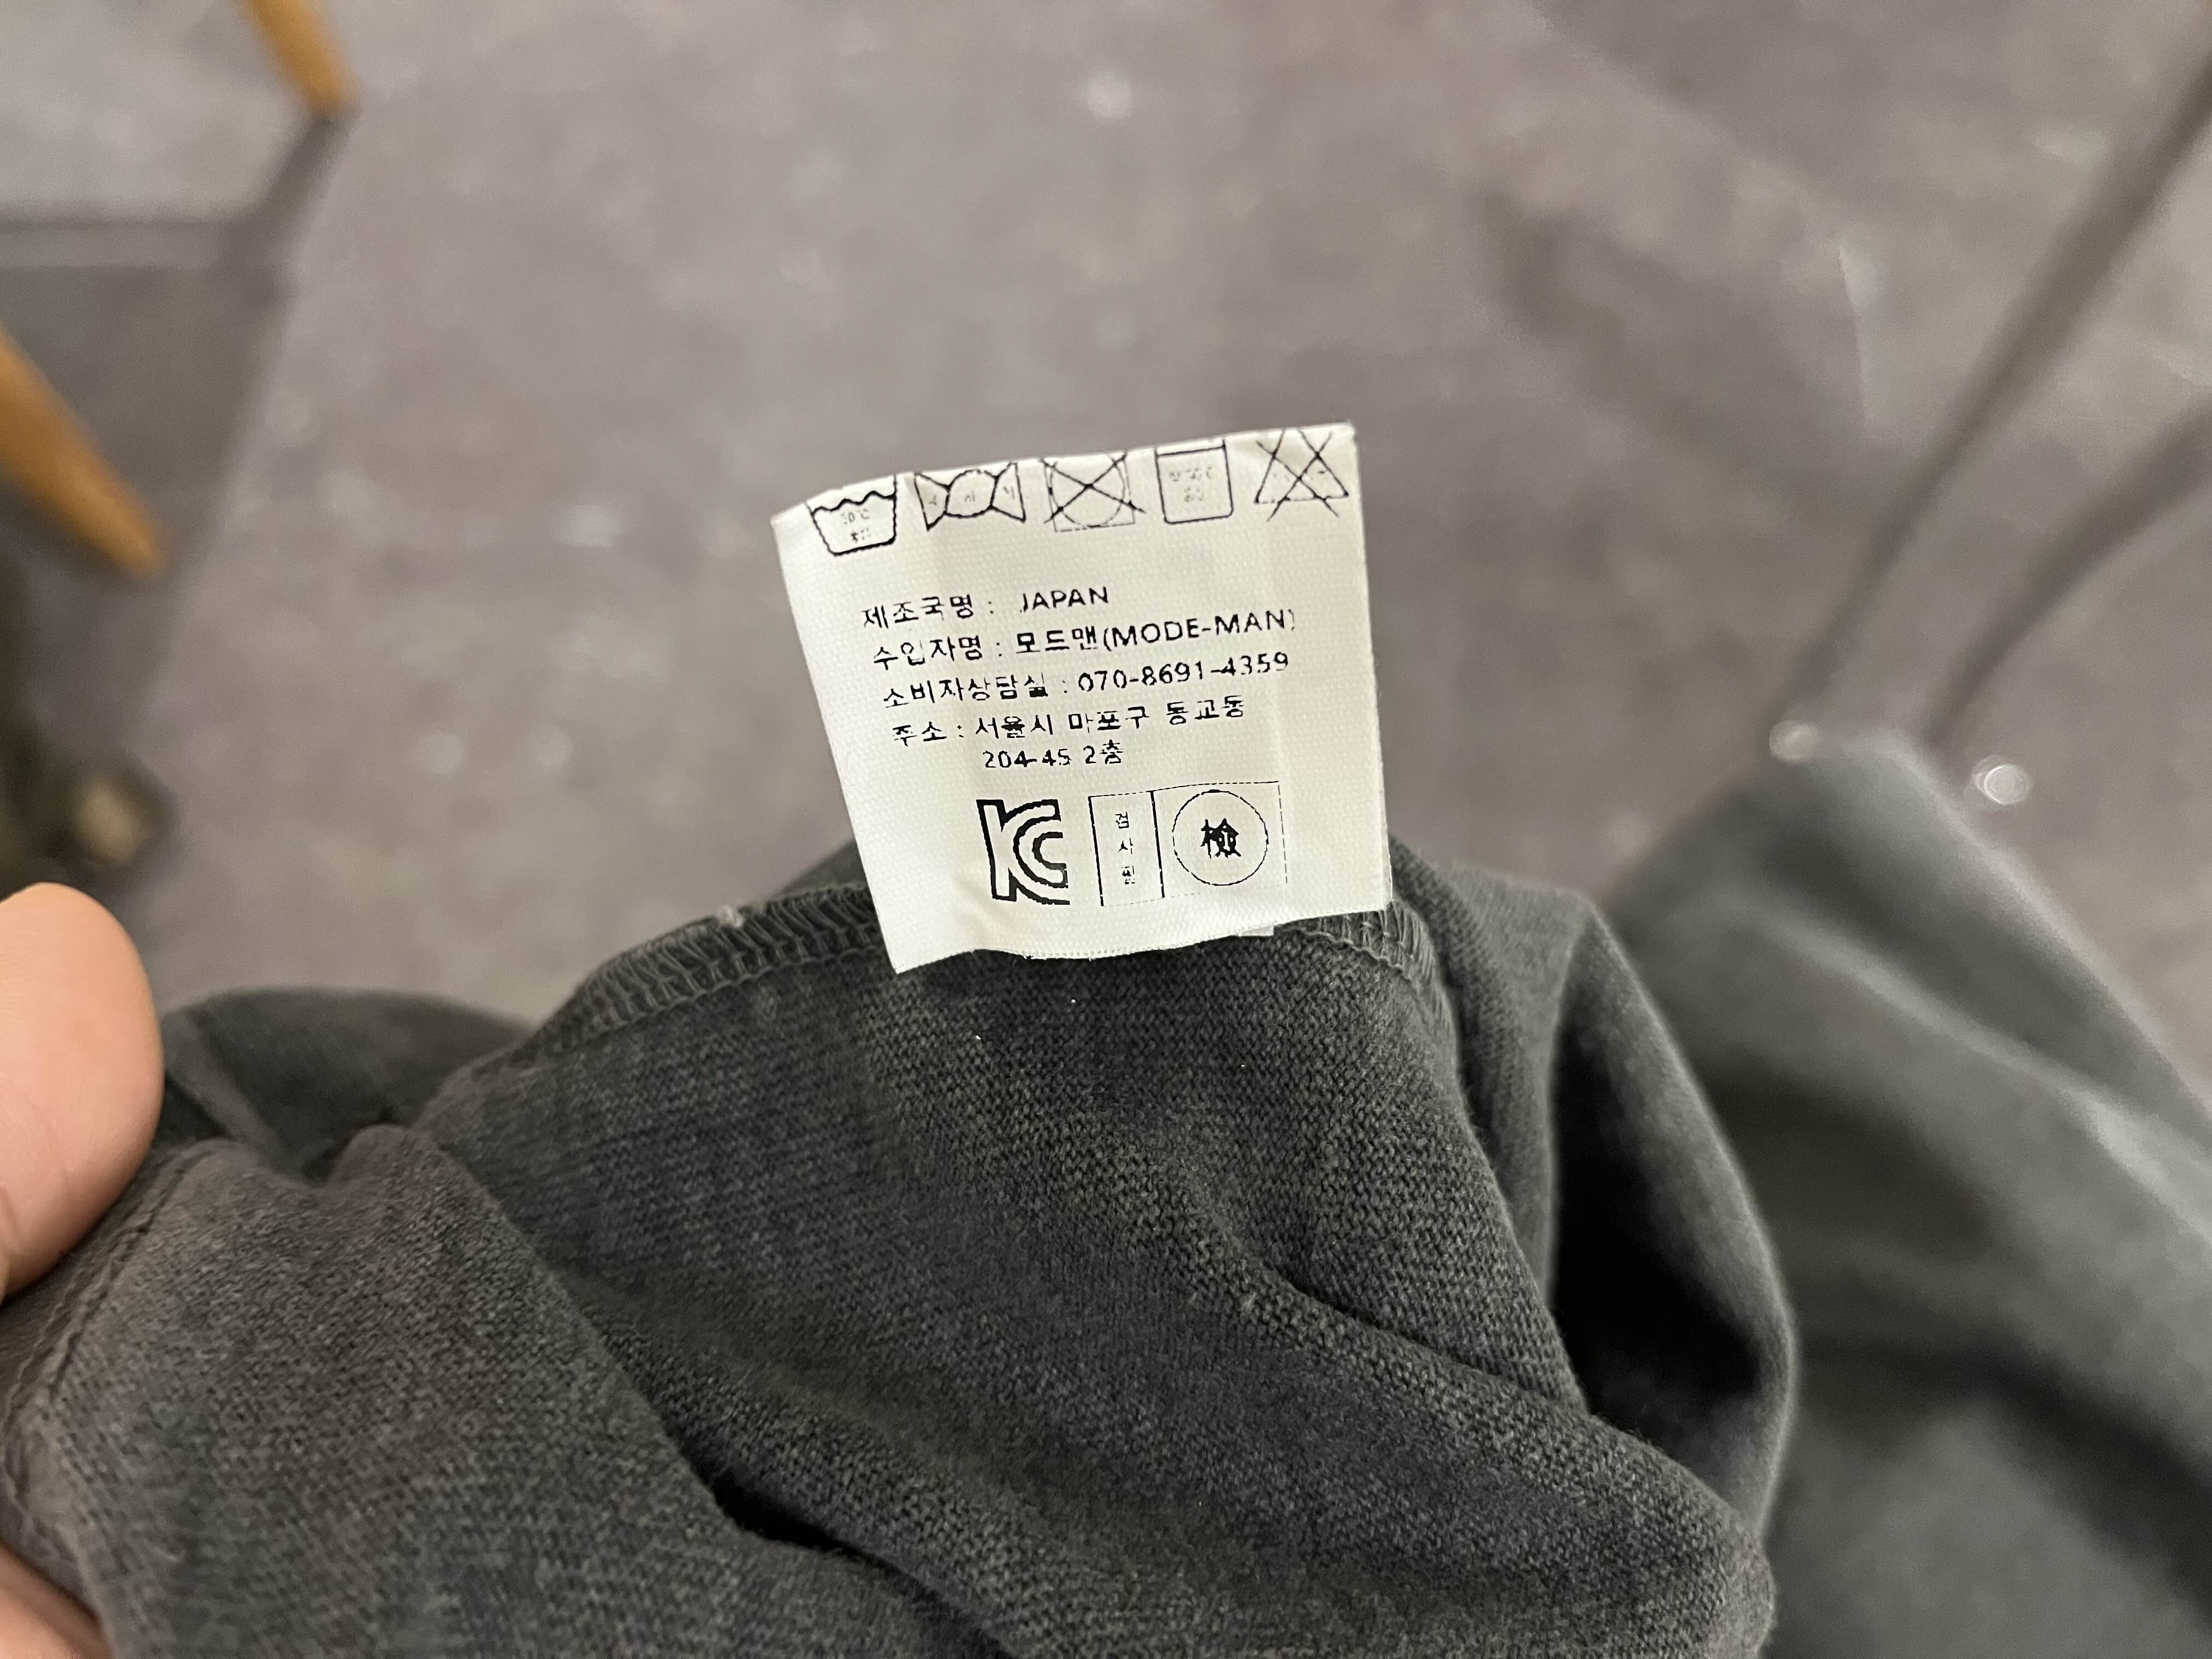 제조국명 : JAPAN
수입자명 : 모드맨(MODE-MAN)
소비자상담실 : 070-8691-4359
주소 : 서울시 마포구 동교동
204-45 2층
검사필
檢